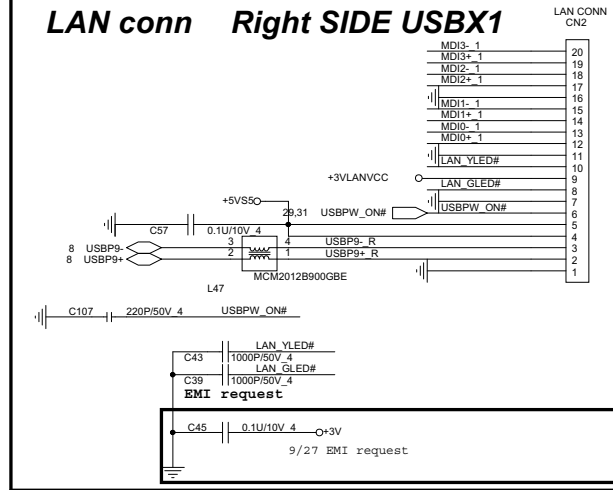 LAN conn Right SIDE USBX1
LAN CONN
CN2
MDI3-_1
20
MDI3+_1
19
MDI2-_1
18
MDI2+_1
17
16
MDI1-_1
15
MDI1+_1
14
MDI0-_1
13
MDI0+_1
12
11
LAN_YLED#
10
+3VLANVCC
9
LAN_GLED#
8
7
+5VS5
29,31
USBPW_ON#
USBPW_ON#
6
5
C57
0.1U/10V_4
4
8 USBP9-
3
4
USBP9-_R
3
8 USBP9+
2
1
USBP9+_R
2
MCM2012B900GBE
1
L47
C107
220P/50V_4
USBPW_ON#
LAN_YLED#
C43
1000P/50V_4
LAN_GLED#
C39
1000P/50V_4
EMI request
C45
0.1U/10V_4
+3V
9/27 EMI request